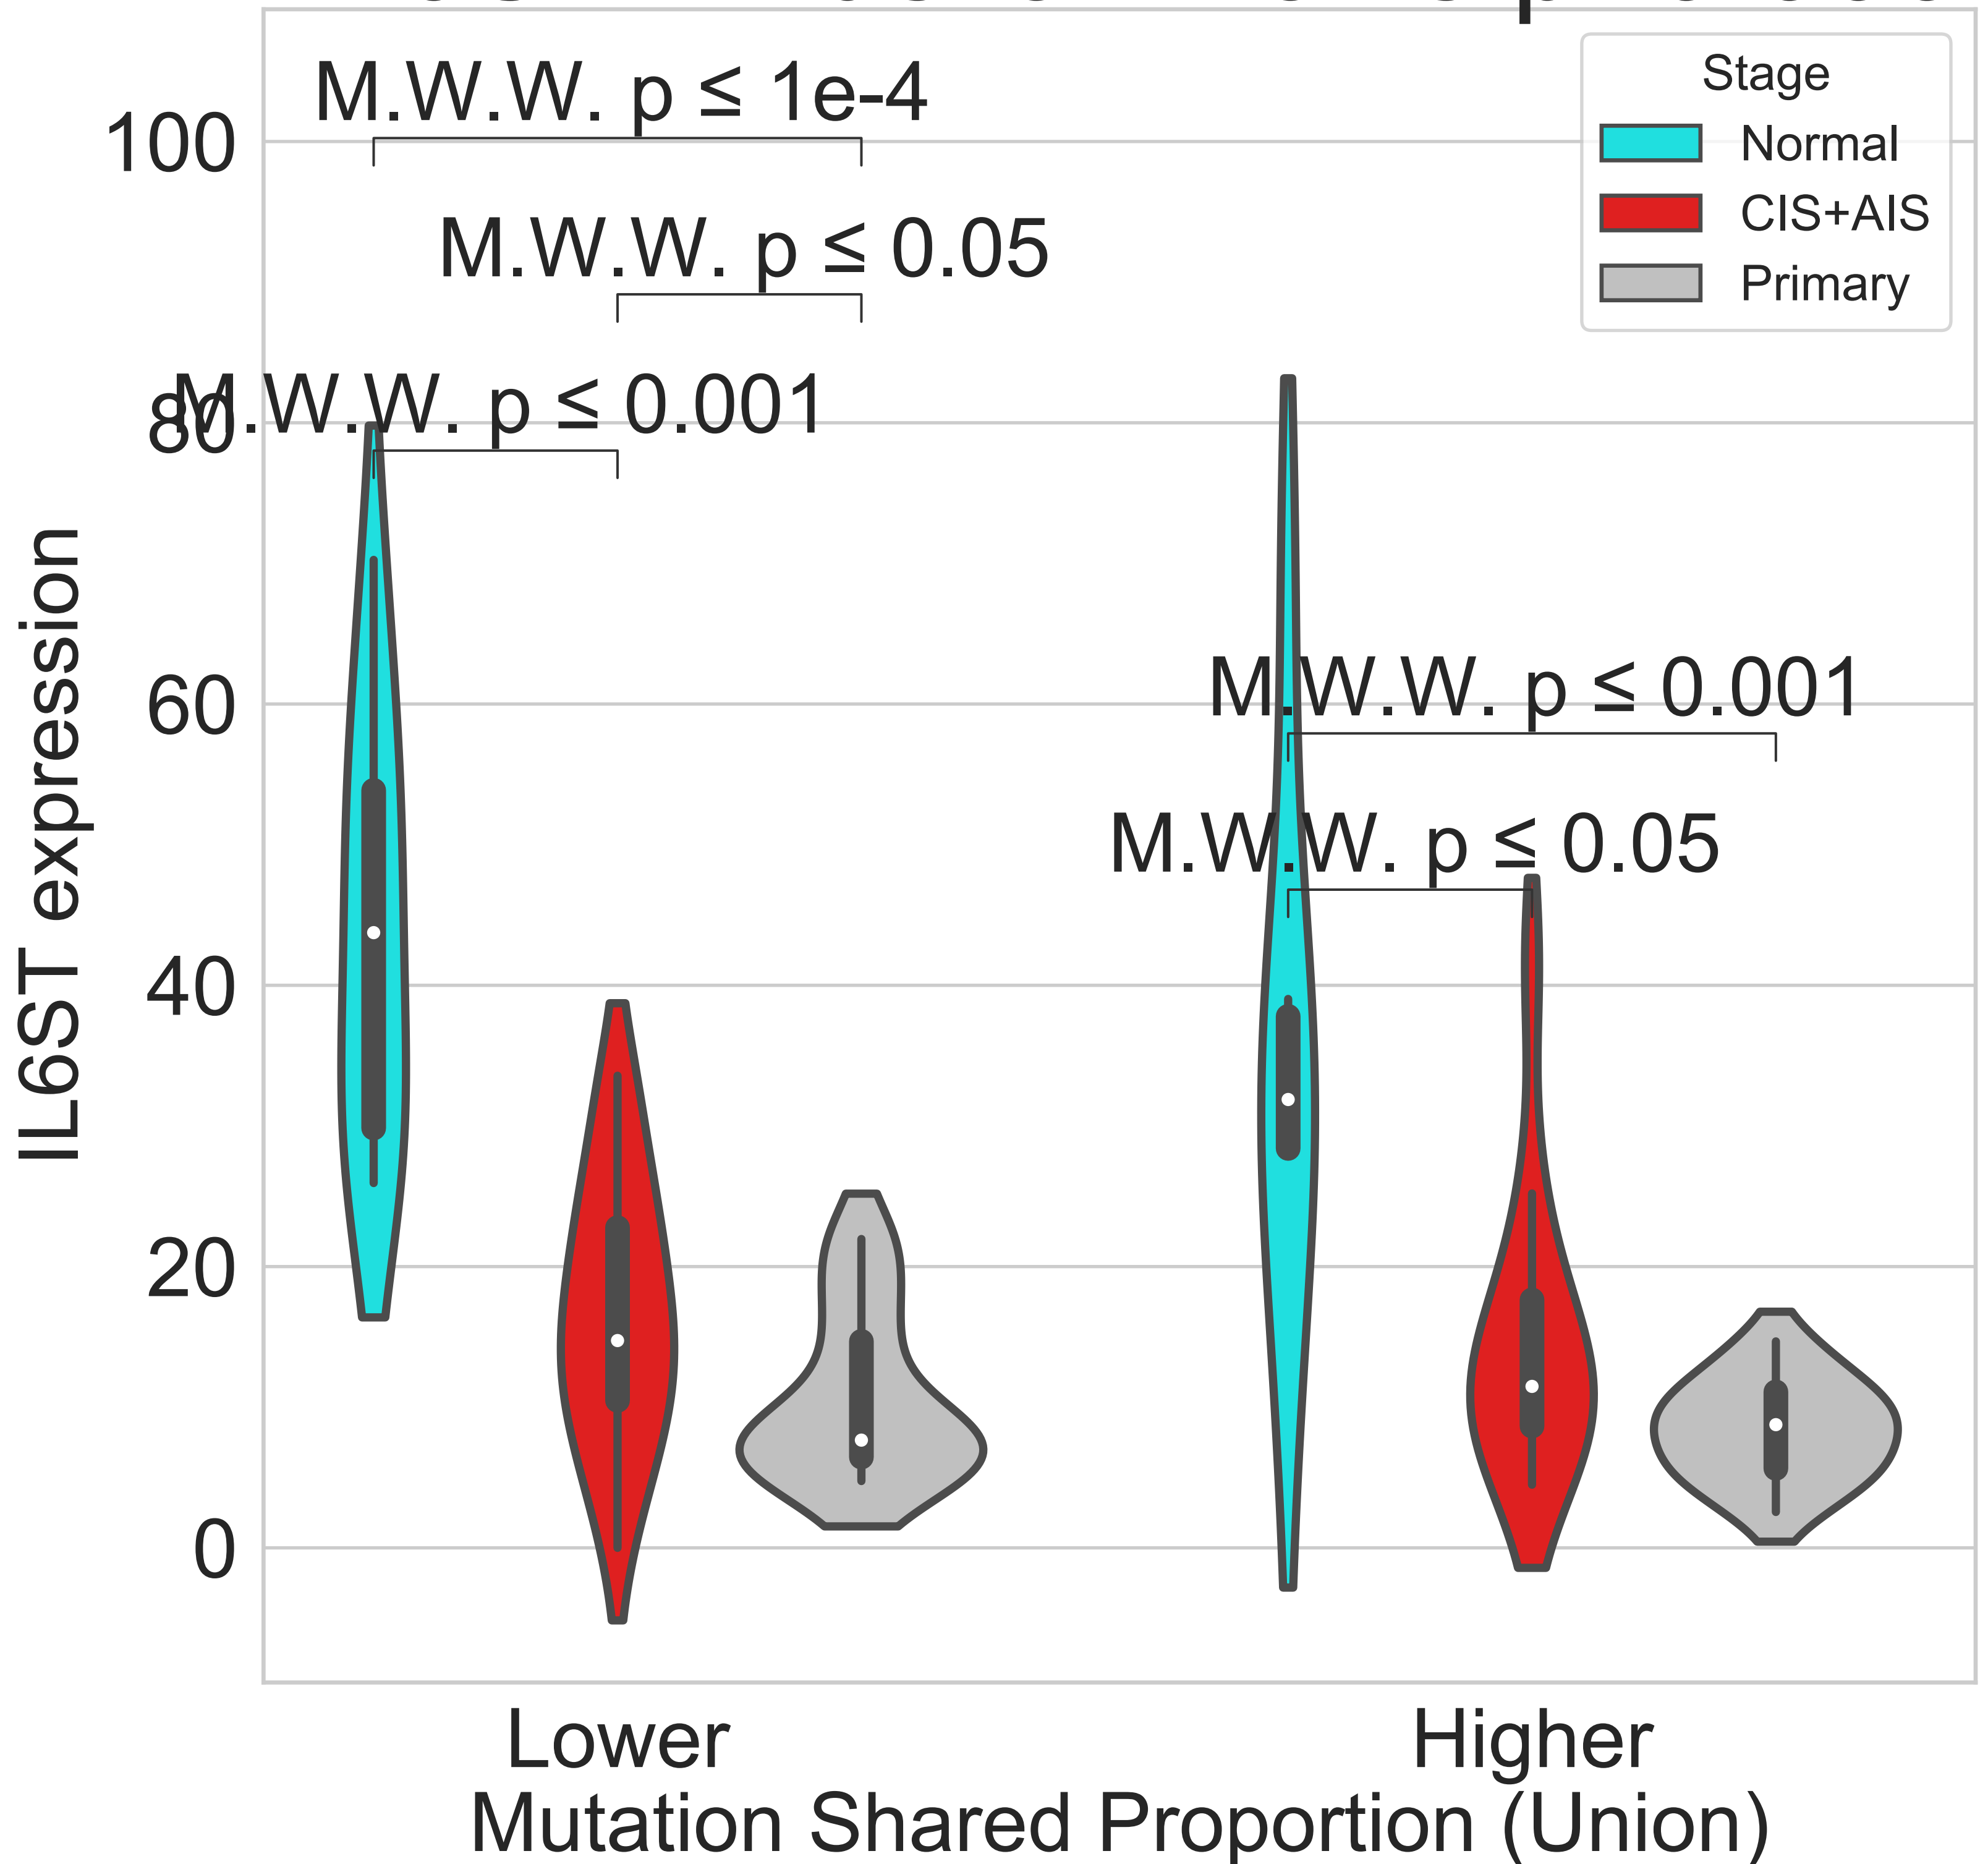 Stage
Normal
CIS+AIS
Primary
M.W.W. p ≤ 1e-4
M.W.W. p ≤ 0.05
M.W.W. p ≤ 0.001
M.W.W. p ≤ 0.001
M.W.W. p ≤ 0.05
100
80
60
40
20
0
IL6ST expression
Lower
Higher
Mutation Shared Proportion (Union)